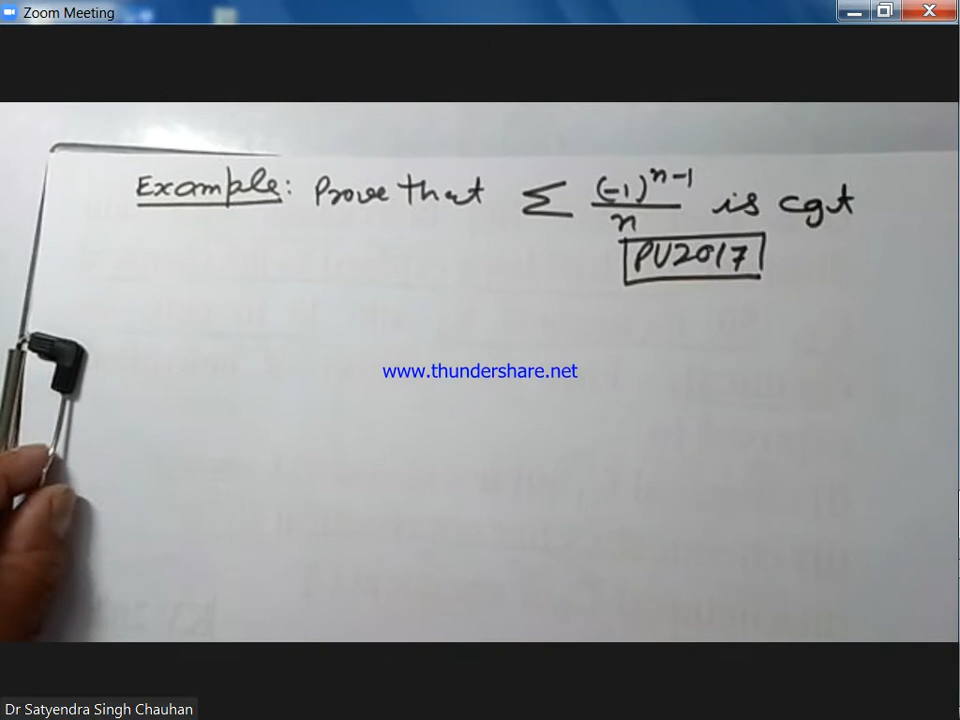 Zoom Meeting
Example: Prove that ∑ (-1)^{n-1}/n is cgt
PU2017
www.thundershare.net
Dr Satyendra Singh Chauhan